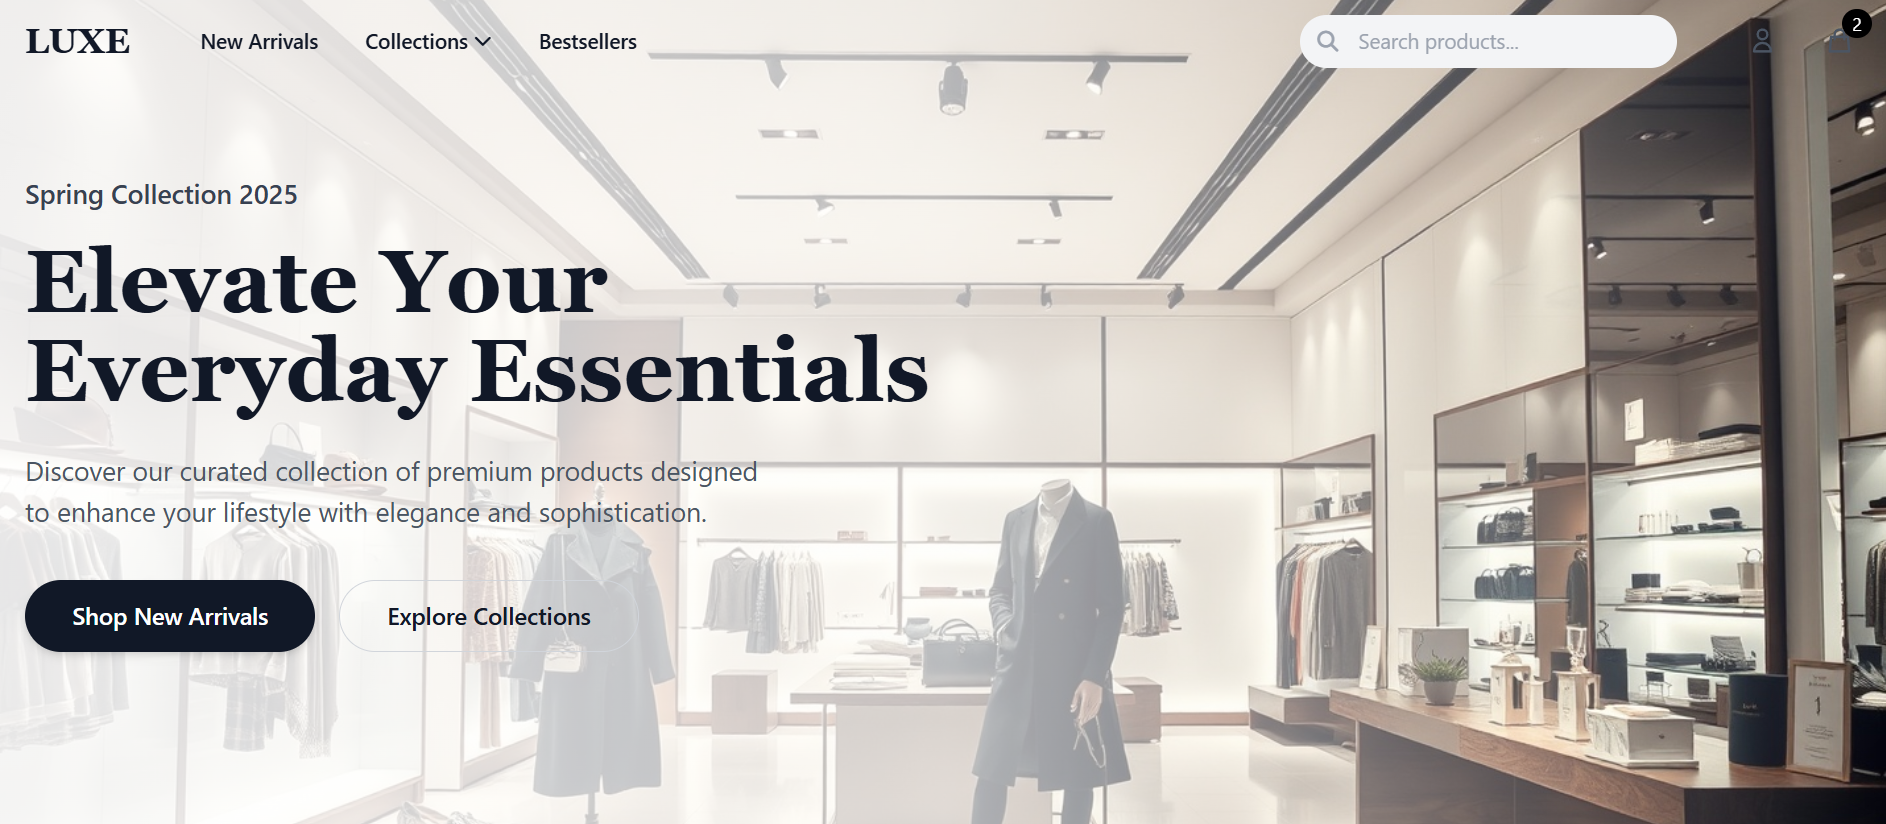 LUXE
New Arrivals
Collections
Bestsellers
Search products...
2
Spring Collection 2025
Elevate Your
Everyday Essentials
Discover our curated collection of premium products designed
to enhance your lifestyle with elegance and sophistication.
Shop New Arrivals
Explore Collections